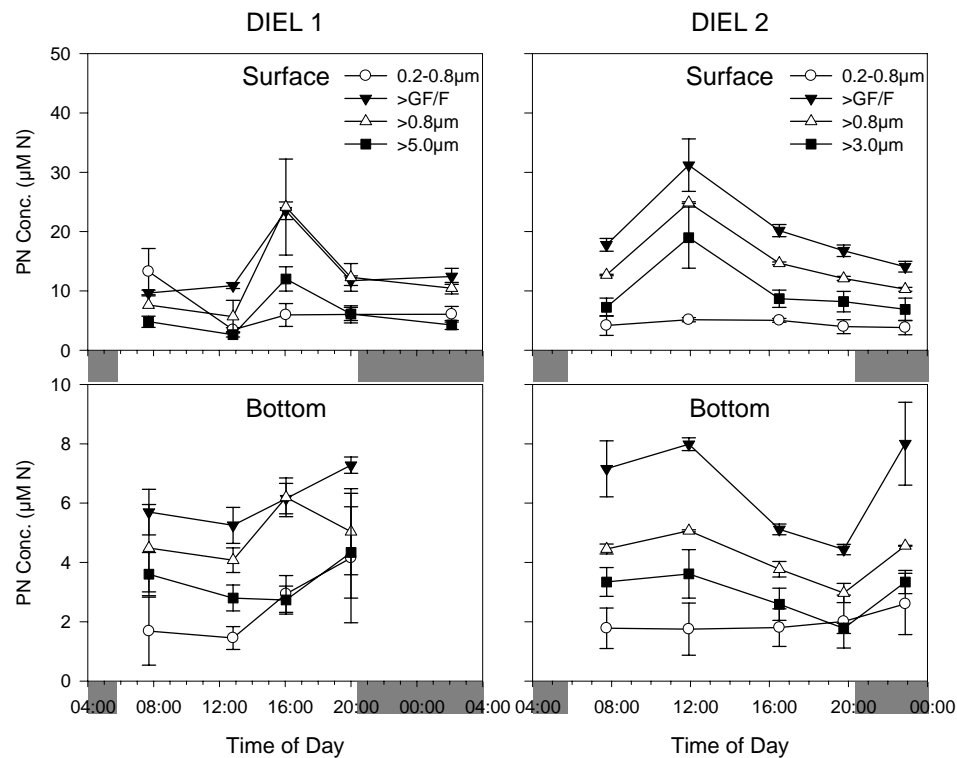 DIEL 1
DIEL 2
50
40
30
20
10
0
PN Conc. (µM N)
Surface
0.2-0.8µm
>GF/F
>0.8µm
>5.0µm
Surface
0.2-0.8µm
>GF/F
>0.8µm
>3.0µm
10
8
6
4
2
0
PN Conc. (µM N)
Bottom
Bottom
04:00 08:00 12:00 16:00 20:00 00:00 04:00
04:00 08:00 12:00 16:00 20:00 00:00
Time of Day
Time of Day